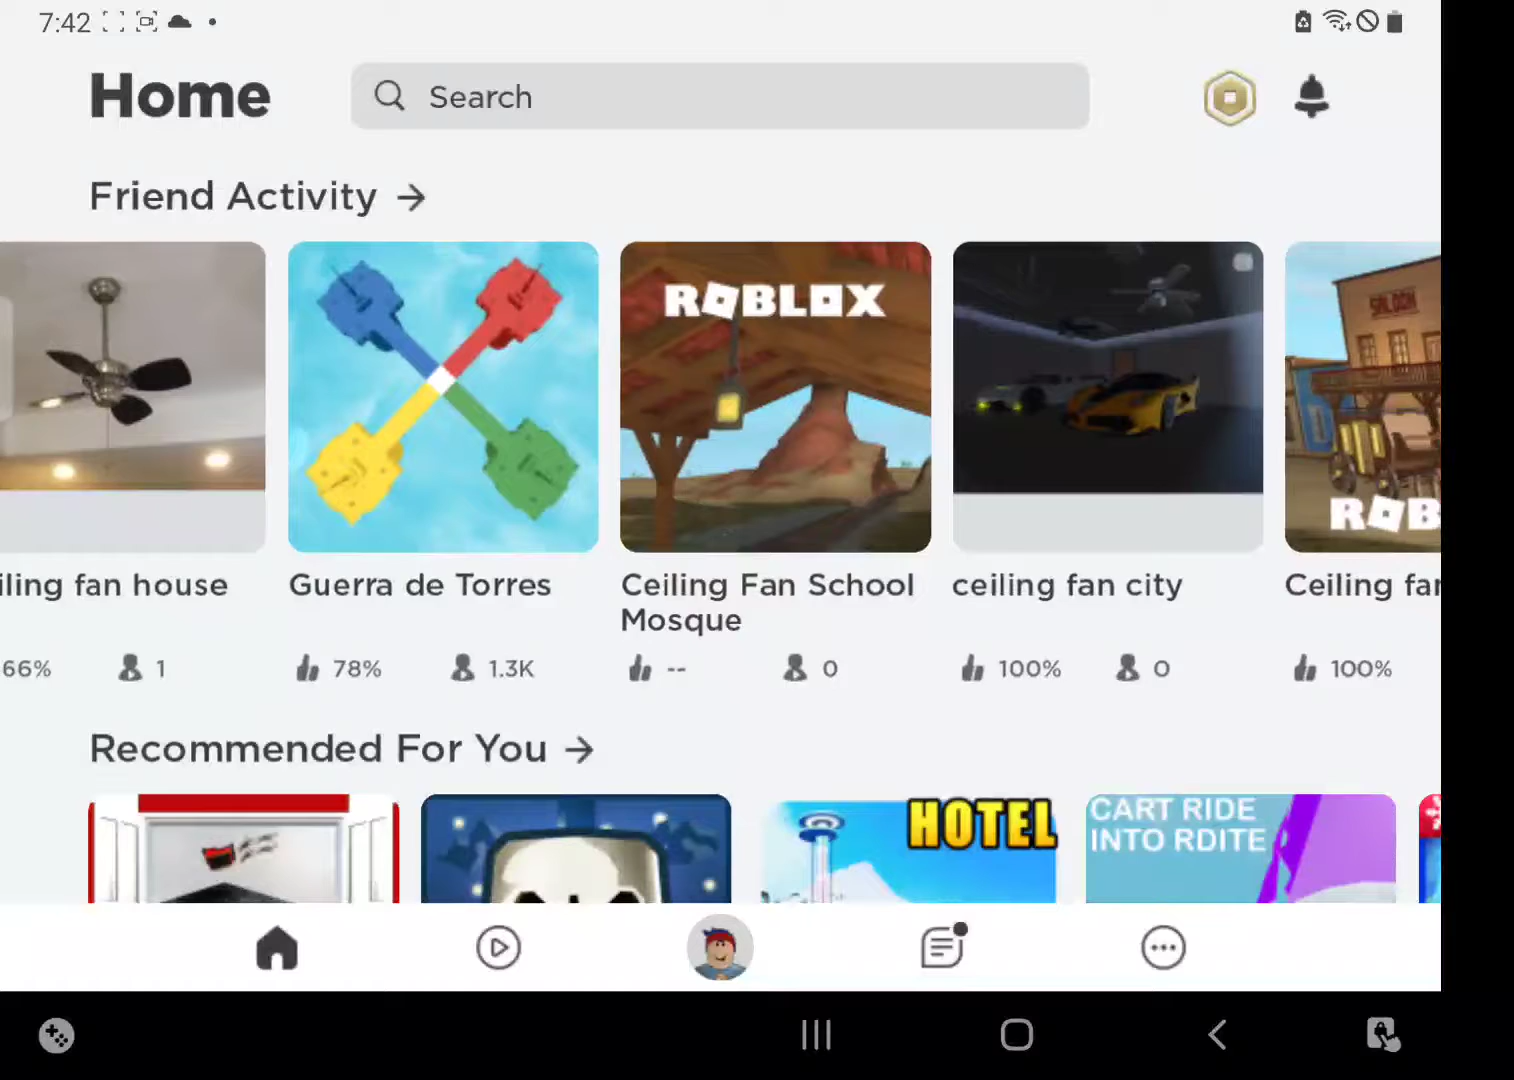 7:42
Home
Search
Friend Activity
ROBLOX
SALOON
iling fan house
Guerra de Torres
Ceiling Fan School
Mosque
ceiling fan city
Ceiling far
66%
1
78%
1.3K
--
0
100%
0
100%
Recommended For You
HOTEL
CART RIDE
INTO RDITE